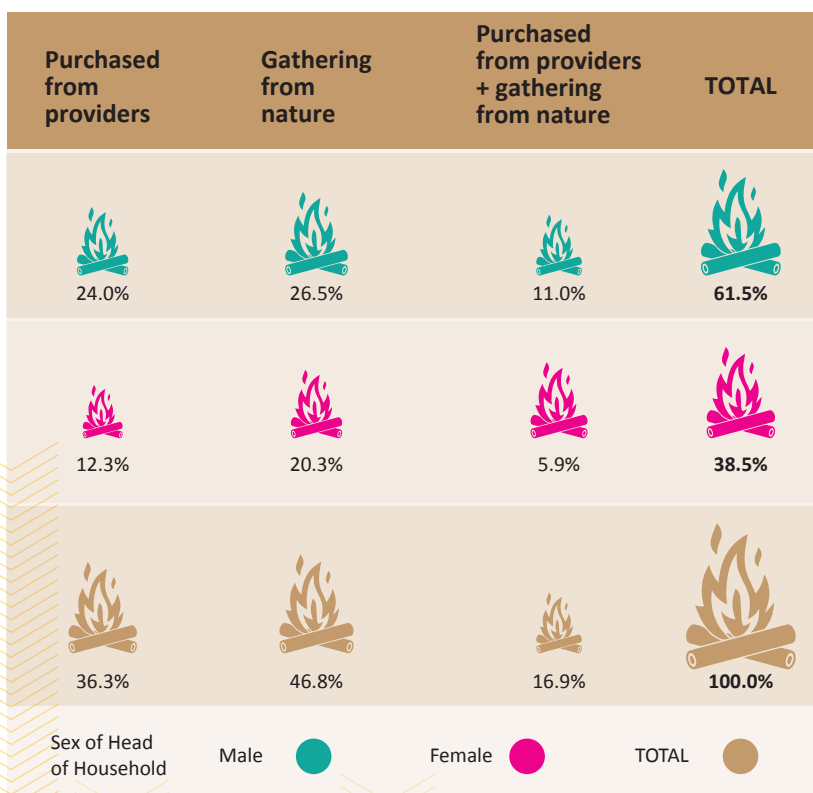 Purchased
from
providers
Gathering
from
nature
Purchased
from providers
+ gathering
from nature
TOTAL
24.0%
26.5%
11.0%
61.5%
12.3%
20.3%
5.9%
38.5%
36.3%
46.8%
16.9%
100.0%
Sex of Head
of Household
Male
Female
TOTAL